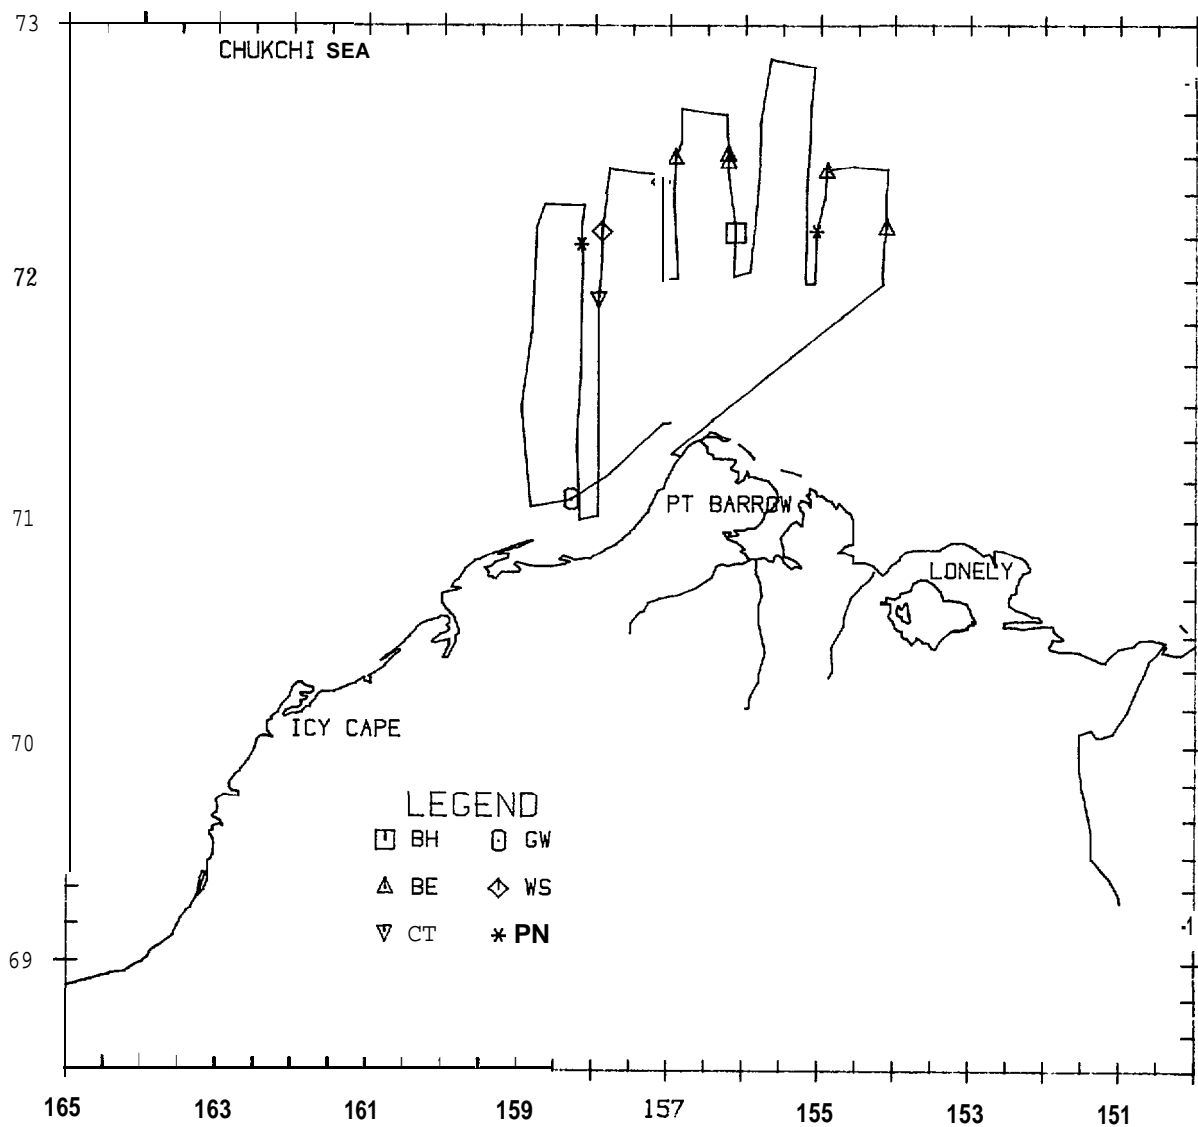 73
CHUKCHI SEA
72
71
PT BARROW
LONELY
ICY CAPE
70
LEGEND
BH GW
BE WS
CT PN
69
165 163 161 159 157 155 153 151